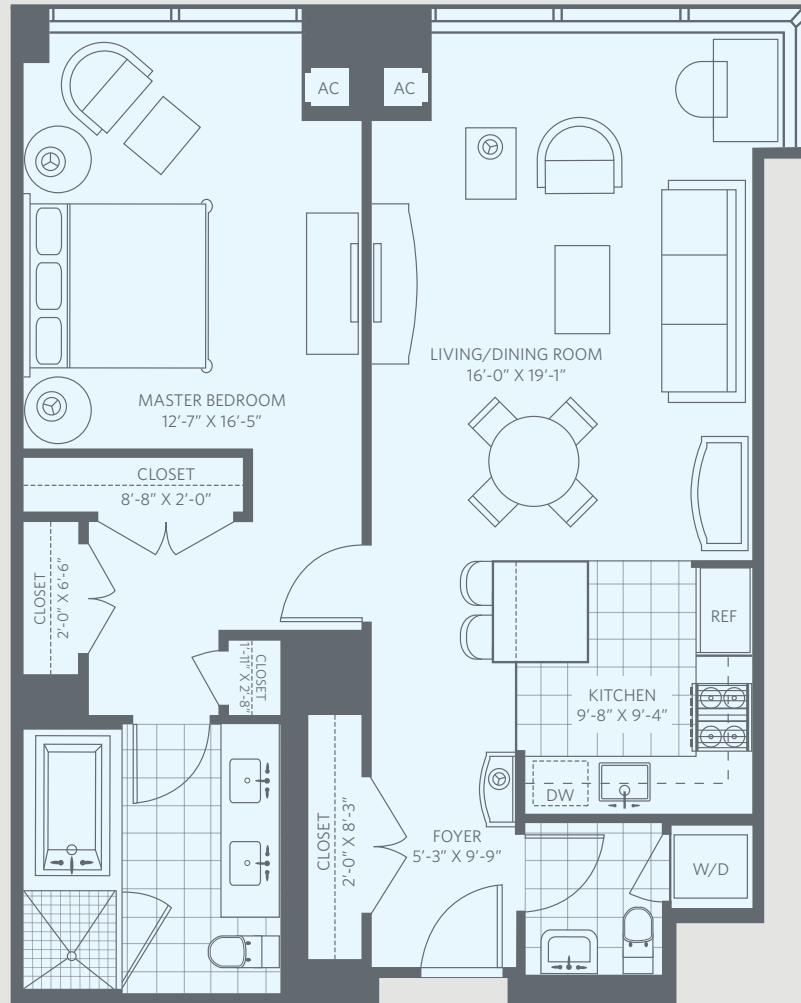 AC
AC
LIVING/DINING ROOM
16’-0” X 19’-1”
MASTER BEDROOM
12’-7” X 16’-5”
CLOSET
8’-8” X 2’-0”
CLOSET
2’-0” X 6’-6”
CLOSET
1’-11” X 2’-8”
REF
KITCHEN
9’-8” X 9’-4”
DW
CLOSET
2’-0” X 8’-3”
FOYER
5’-3” X 9’-9”
W/D